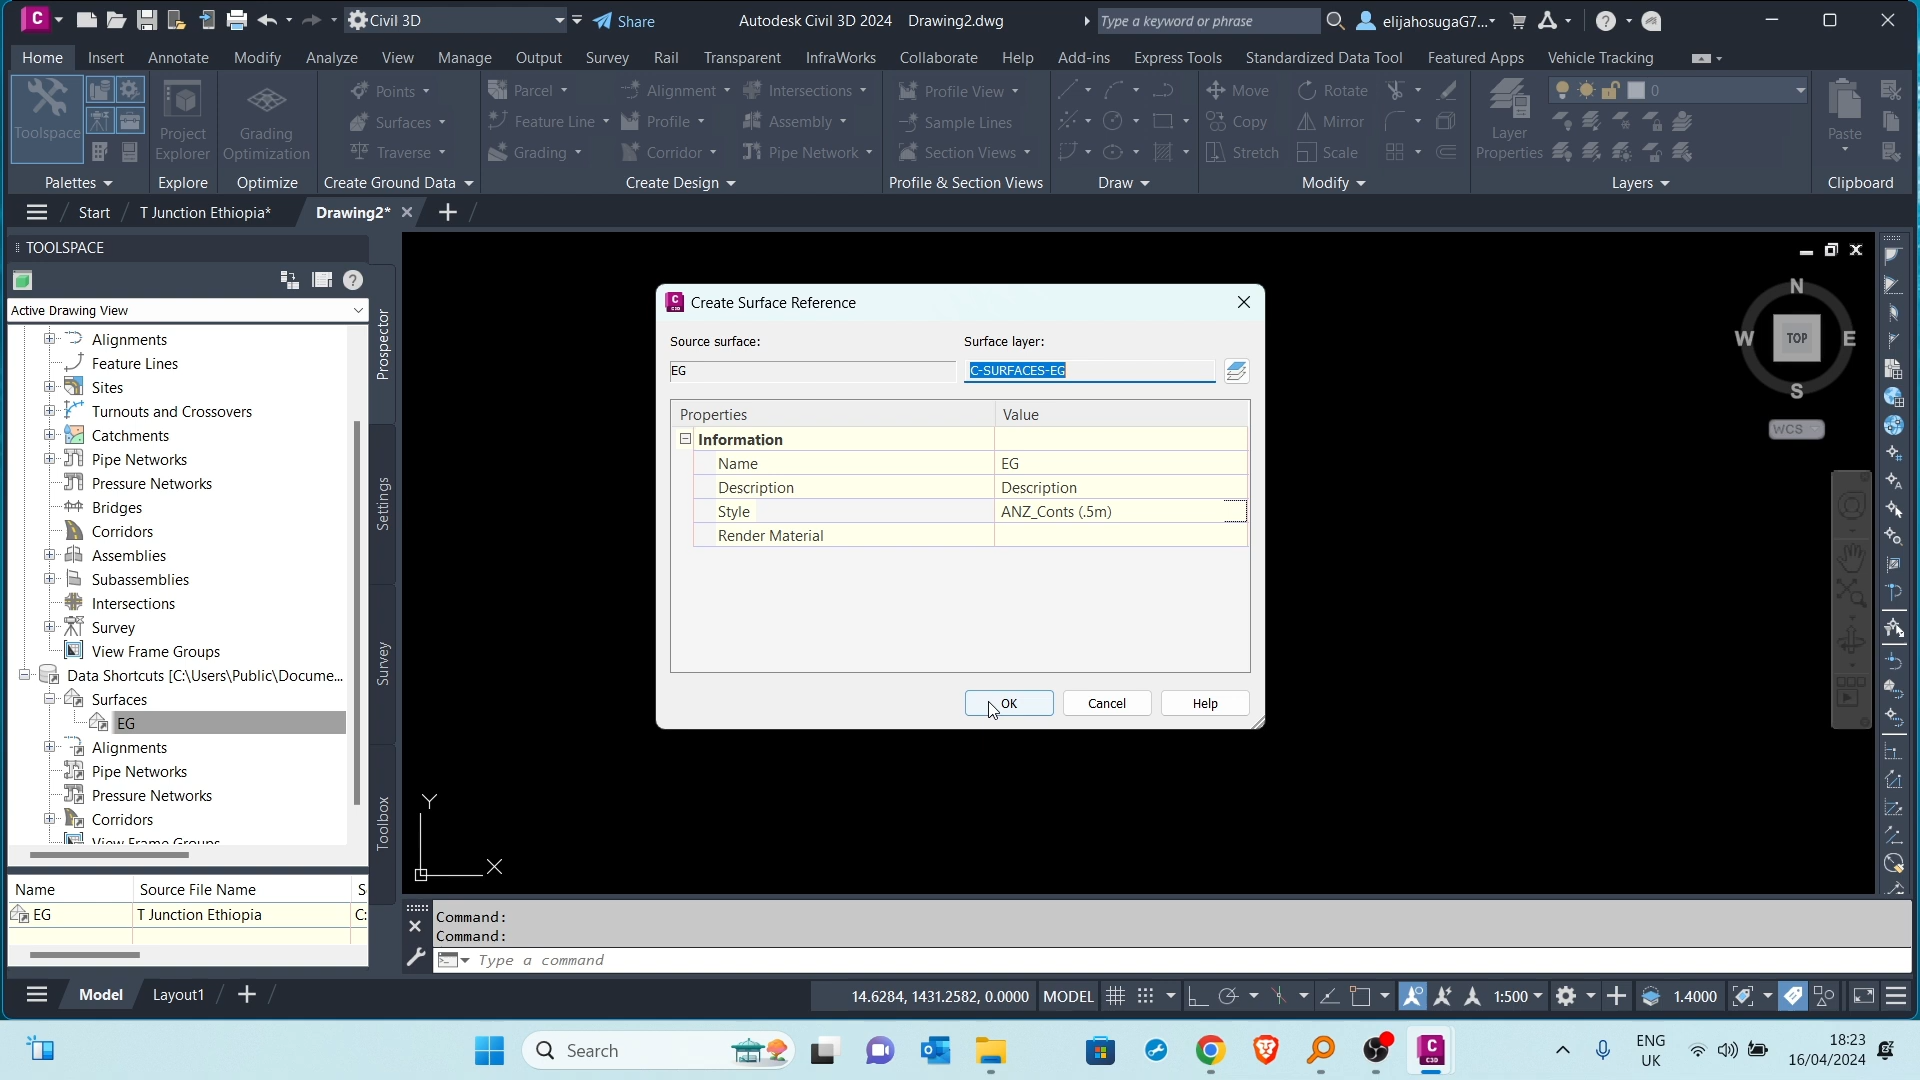 C Civil 3D Share Autodesk Civil 3D 2024 Drawing2.dwg Type a keyword or phrase elijahosugaG7...
Home Insert Annotate Modify Analyze View Manage Output Survey Rail Transparent InfraWorks Collaborate Help Add-ins Express Tools Standardized Data Tool Featured Apps Vehicle Tracking
Points Parcel Alignment Intersections Profile View Move Rotate 0
Toolspace Project Explorer Grading Optimization Surfaces Feature Line Profile Assembly Sample Lines Copy Mirror Layer Properties Paste
Traverse Grading Corridor Pipe Network Section Views Stretch Scale
Palettes Explore Optimize Create Ground Data Create Design Profile & Section Views Draw Modify Layers Clipboard
Start T Junction Ethiopia* Drawing2*
TOOLSPACE
Active Drawing View
Alignments
Feature Lines
Sites
Turnouts and Crossovers
Catchments
Pipe Networks
Pressure Networks
Bridges
Corridors
Assemblies
Subassemblies
Intersections
Survey
View Frame Groups
Data Shortcuts [C:\Users\Public\Docume...
Surfaces
EG
Alignments
Pipe Networks
Pressure Networks
Corridors
View Frame Groups
Prospector
Settings
Survey
Toolbox
Name Source File Name S
EG T Junction Ethiopia C:
Create Surface Reference
Source surface: Surface layer:
EG C-SURFACES-EG
Properties Value
Information
Name EG
Description Description
Style ANZ_Conts (.5m)
Render Material
OK Cancel Help
N
W TOP E
S
WCS
Y
X
Command:
Command:
Type a command
Model Layout1 14.6284, 1431.2582, 0.0000 MODEL 1:500 1.4000
Search ENG UK 18:23 16/04/2024